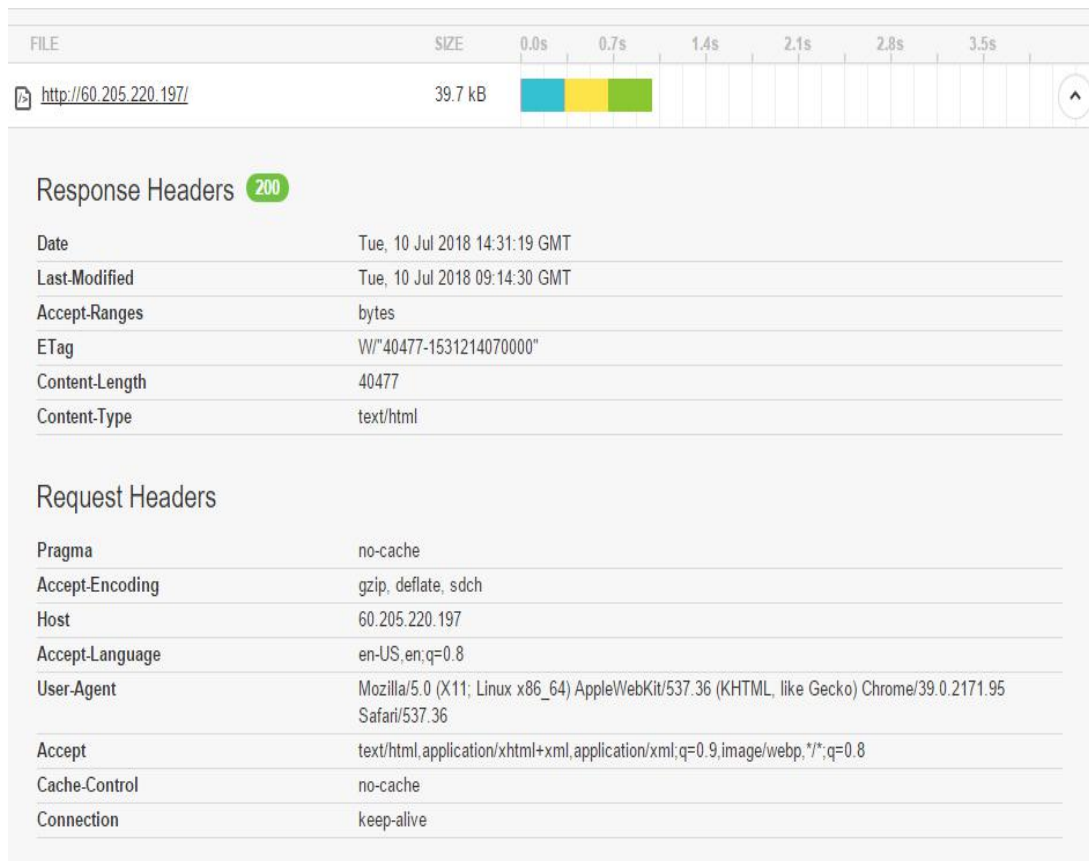 FILE SIZE 0.0s 0.7s 1.4s 2.1s 2.8s 3.5s
http://60.205.220.197/ 39.7 kB
Response Headers 200
Date Tue, 10 Jul 2018 14:31:19 GMT
Last-Modified Tue, 10 Jul 2018 09:14:30 GMT
Accept-Ranges bytes
ETag W/"40477-1531214070000"
Content-Length 40477
Content-Type text/html
Request Headers
Pragma no-cache
Accept-Encoding gzip, deflate, sdch
Host 60.205.220.197
Accept-Language en-US,en;q=0.8
User-Agent Mozilla/5.0 (X11; Linux x86_64) AppleWebKit/537.36 (KHTML, like Gecko) Chrome/39.0.2171.95
Safari/537.36
Accept text/html,application/xhtml+xml,application/xml;q=0.9,image/webp,*/*;q=0.8
Cache-Control no-cache
Connection keep-alive